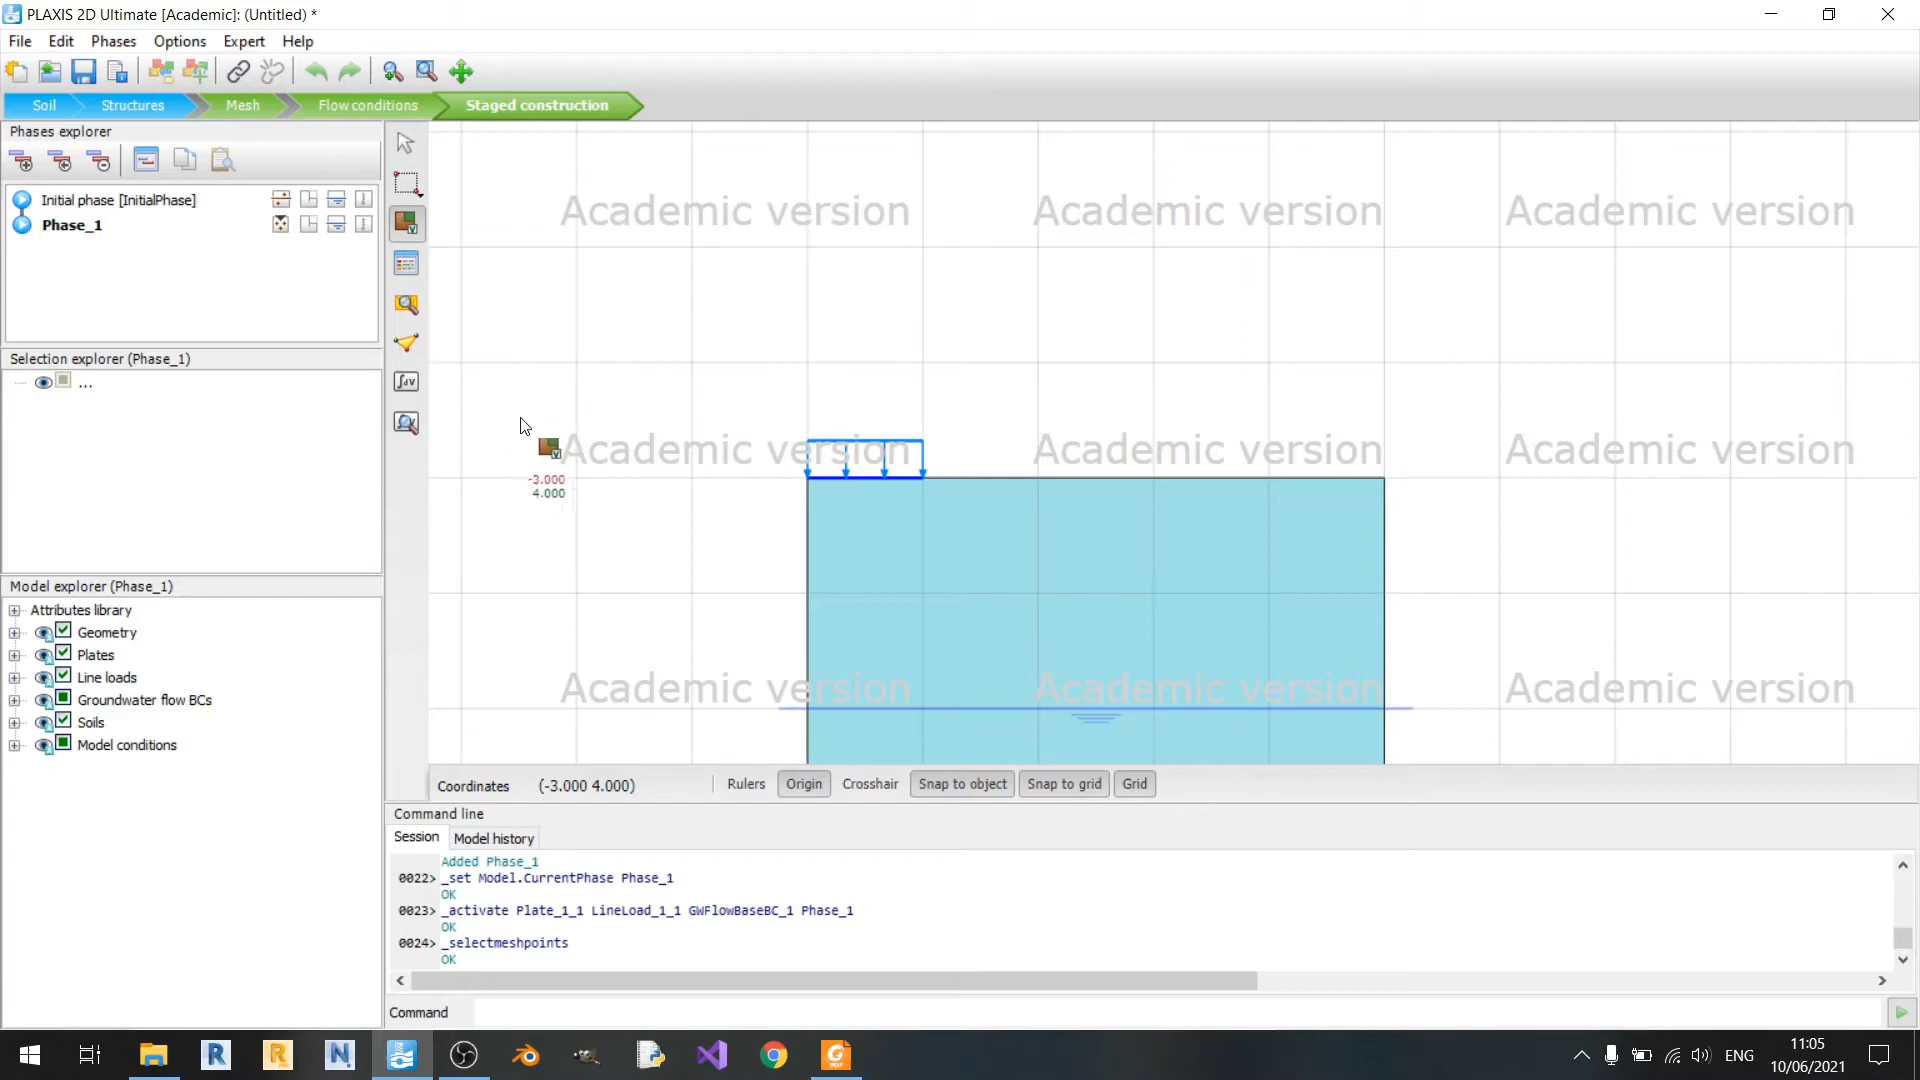 PLAXIS 2D Ultimate [Academic]: (Untitled) *
File Edit Phases Options Expert Help
Soil Structures Mesh Flow conditions Staged construction
Phases explorer
Initial phase [InitialPhase]
Phase_1
Selection explorer (Phase_1)
...
Model explorer (Phase_1)
Attributes library
Geometry
Plates
Line loads
Groundwater flow BCs
Soils
Model conditions
Academic version Academic version Academic version
Academic version Academic version Academic version
-3.000
4.000
Academic version Academic version Academic version
Coordinates (-3.000 4.000) Rulers Origin Crosshair Snap to object Snap to grid Grid
Command line
Session Model history
Added Phase_1
0022> _set Model.CurrentPhase Phase_1
OK
0023> _activate Plate_1_1 LineLoad_1_1 GWFlowBaseBC_1 Phase_1
OK
0024> _selectmeshpoints
OK
Command
ENG
11:05
10/06/2021